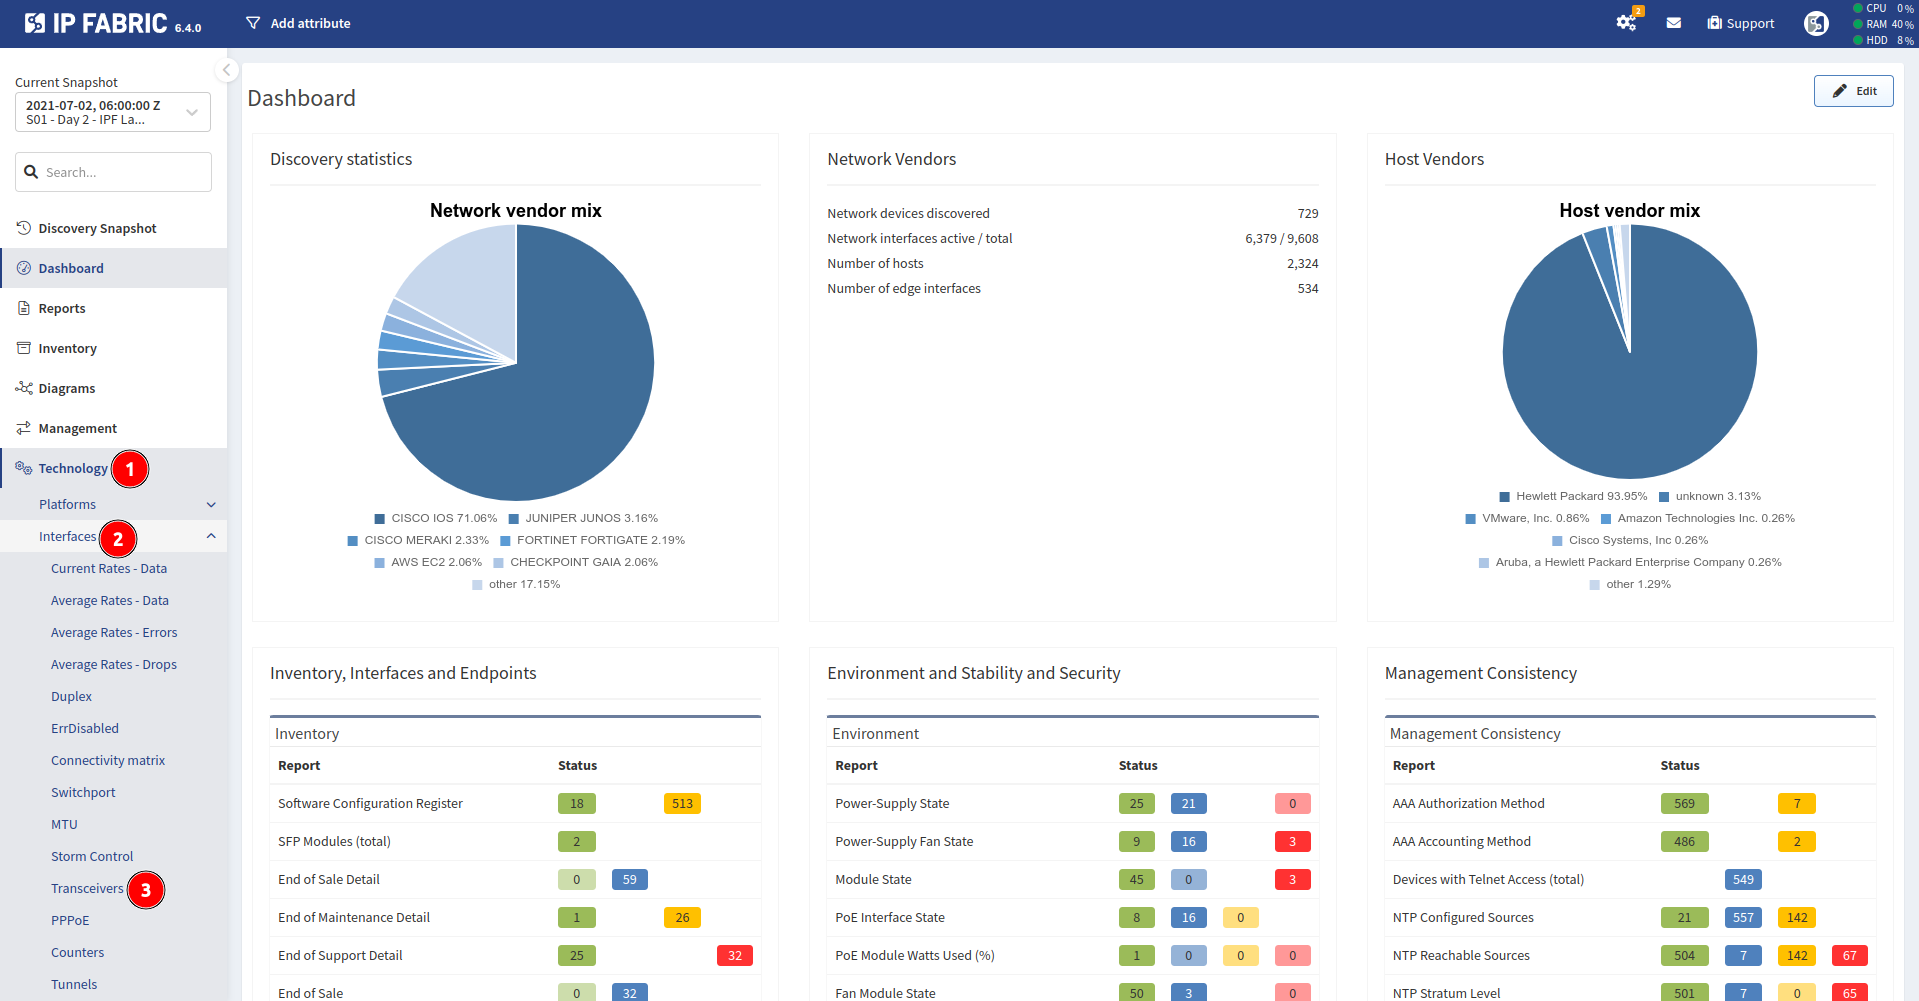 IP FABRIC 6.4.0
Add attribute
2
Support
CPU 0 %
RAM 40 %
HDD 8 %
Current Snapshot
2021-07-02, 06:00:00 Z
S01 - Day 2 - IPF La...
Search...
Discovery Snapshot
Dashboard
Reports
Inventory
Diagrams
Management
Technology 1
Platforms
Interfaces 2
Current Rates - Data
Average Rates - Data
Average Rates - Errors
Average Rates - Drops
Duplex
ErrDisabled
Connectivity matrix
Switchport
MTU
Storm Control
Transceivers 3
PPPoE
Counters
Tunnels
Dashboard
Edit
Discovery statistics
Network vendor mix
CISCO IOS 71.06% JUNIPER JUNOS 3.16%
CISCO MERAKI 2.33% FORTINET FORTIGATE 2.19%
AWS EC2 2.06% CHECKPOINT GAIA 2.06%
other 17.15%
Network Vendors
Network devices discovered 729
Network interfaces active / total 6,379 / 9,608
Number of hosts 2,324
Number of edge interfaces 534
Host Vendors
Host vendor mix
Hewlett Packard 93.95% unknown 3.13%
VMware, Inc. 0.86% Amazon Technologies Inc. 0.26%
Cisco Systems, Inc 0.26%
Aruba, a Hewlett Packard Enterprise Company 0.26%
other 1.29%
Inventory, Interfaces and Endpoints
Inventory
Report Status
Software Configuration Register 18 513
SFP Modules (total) 2
End of Sale Detail 0 59
End of Maintenance Detail 1 26
End of Support Detail 25 32
End of Sale 0 32
Environment and Stability and Security
Environment
Report Status
Power-Supply State 25 21 0
Power-Supply Fan State 9 16 3
Module State 45 0 3
PoE Interface State 8 16 0
PoE Module Watts Used (%) 1 0 0 0
Fan Module State 50 3 0
Management Consistency
Management Consistency
Report Status
AAA Authorization Method 569 7
AAA Accounting Method 486 2
Devices with Telnet Access (total) 549
NTP Configured Sources 21 557 142
NTP Reachable Sources 504 7 142 67
NTP Stratum Level 501 7 0 65